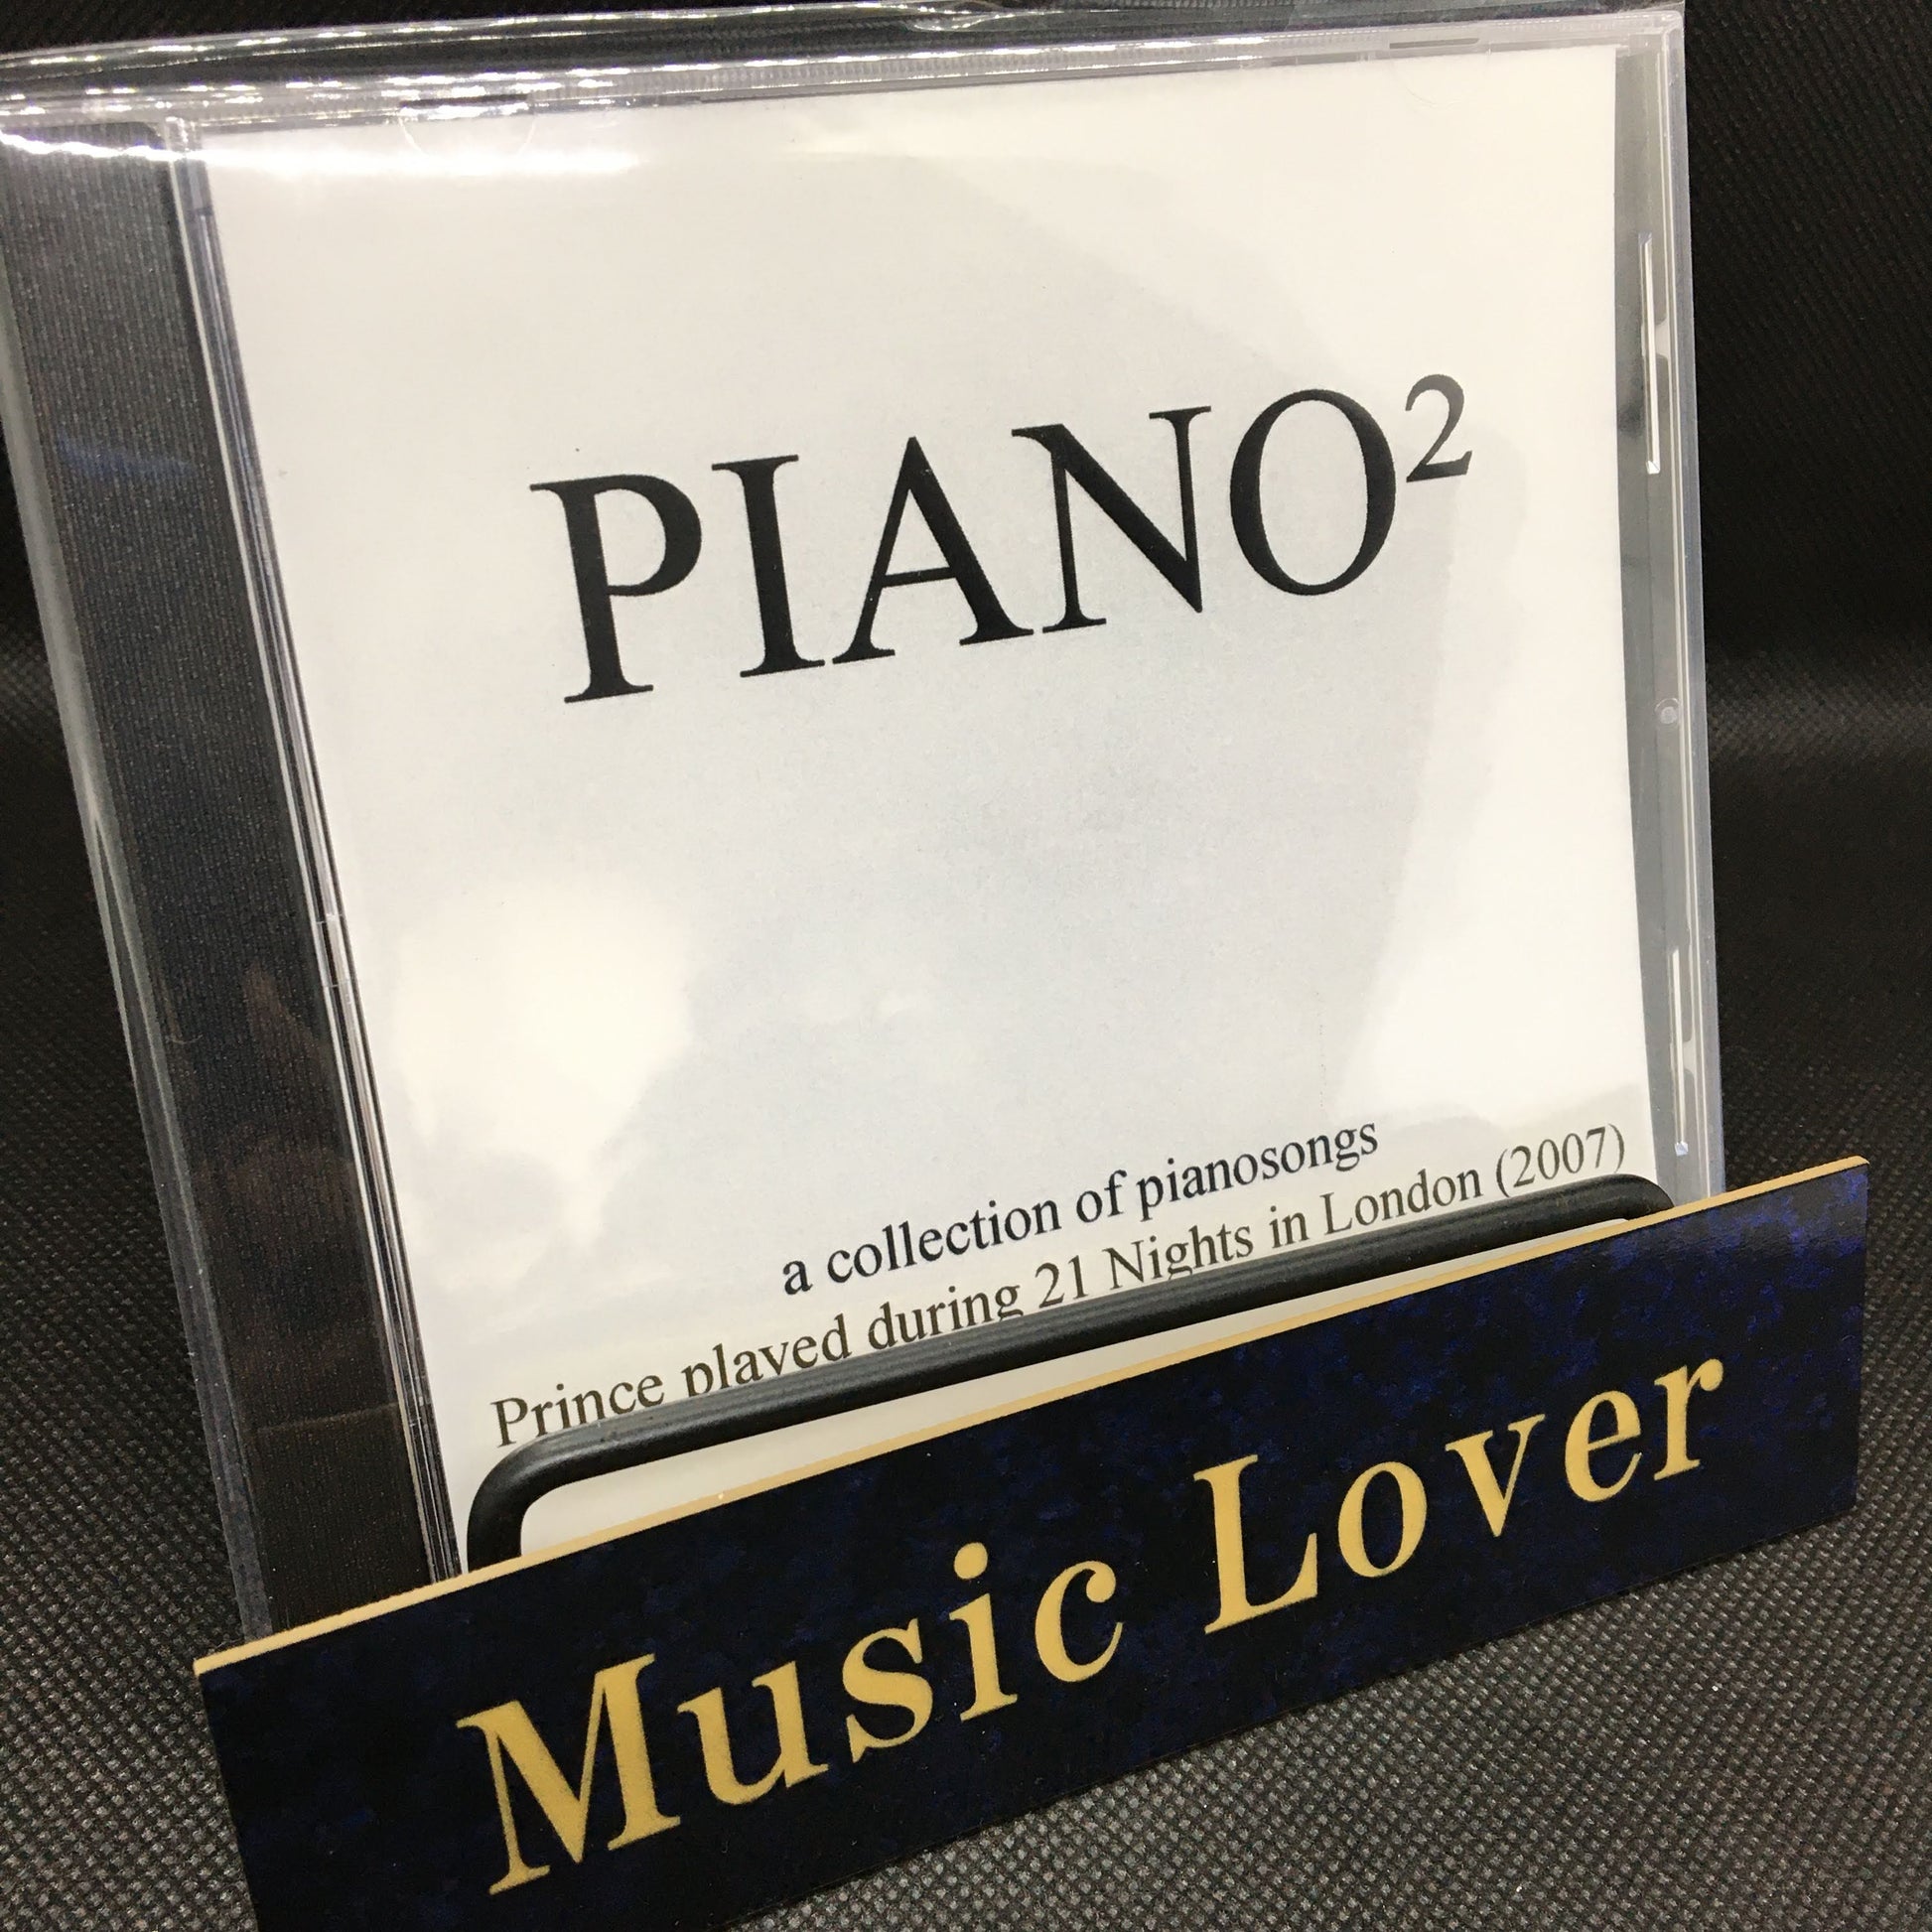 PIANO²
a collection of pianosongs
Prince played during 21 Nights in London (2007)
Music Lover